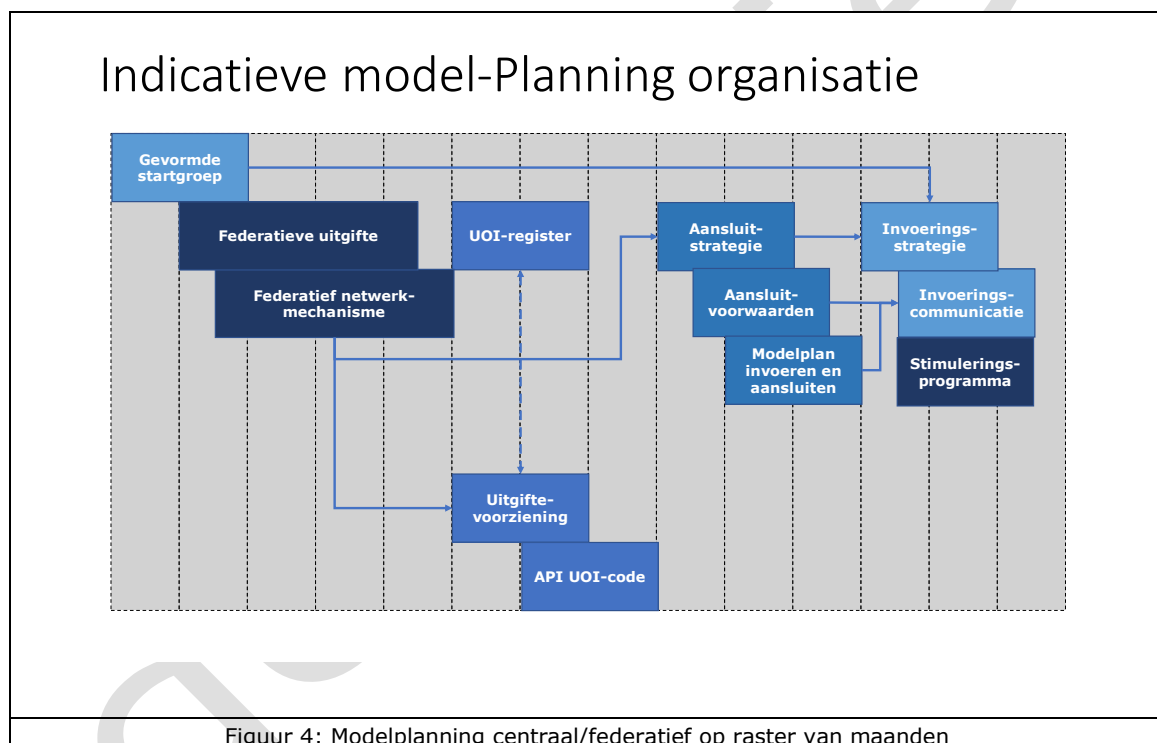 Indicatieve model-Planning organisatie
Gevormde
startgroep
Federatieve uitgifte
UOI-register
Aansluit-
strategie
Invoerings-
strategie
Federatief netwerk-
mechanisme
Aansluit-
voorwaarden
Invoerings-
communicatie
Modelplan
invoeren en
aansluiten
Stimulerings-
programma
Uitgifte-
voorziening
API UOI-code
Figuur 4: Modelplanning centraal/federatief op raster van maanden